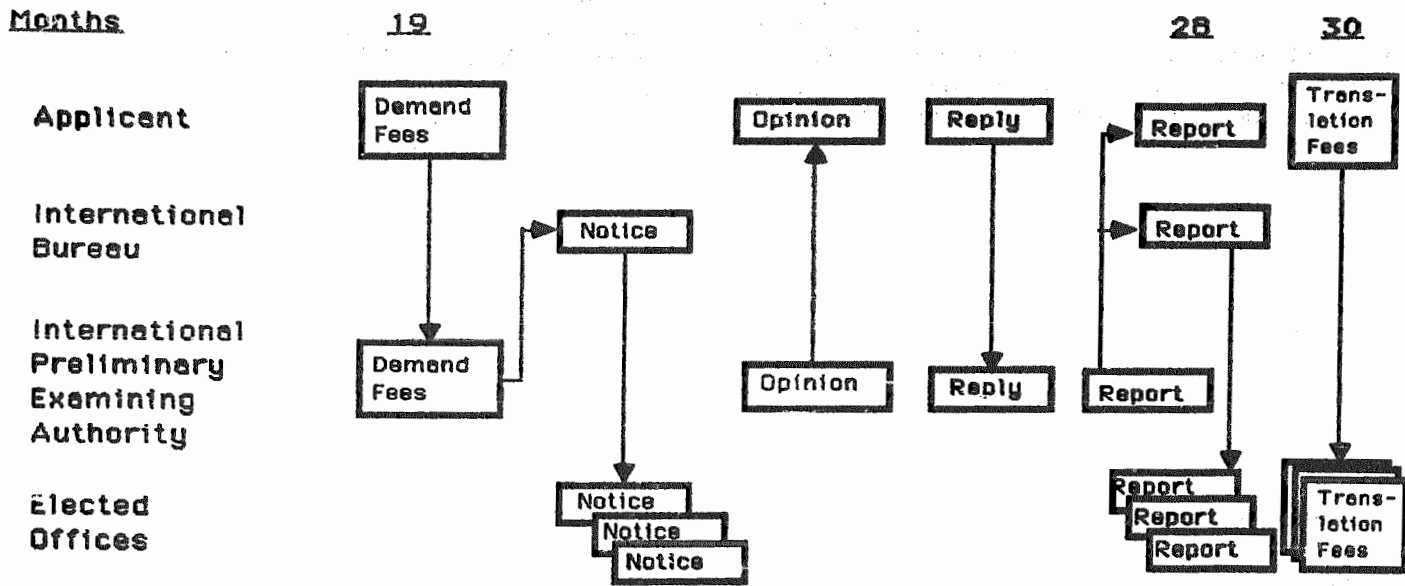 Months 19 28 30
Applicant
Demand
Fees
Opinion
Reply
Report
Trans-
lation
Fees
International
Bureau
Notice
Report
International
Preliminary
Examining
Authority
Demand
Fees
Opinion
Reply
Report
Elected
Offices
Notice
Notice
Notice
Report
Report
Report
Trans-
lation
Fees